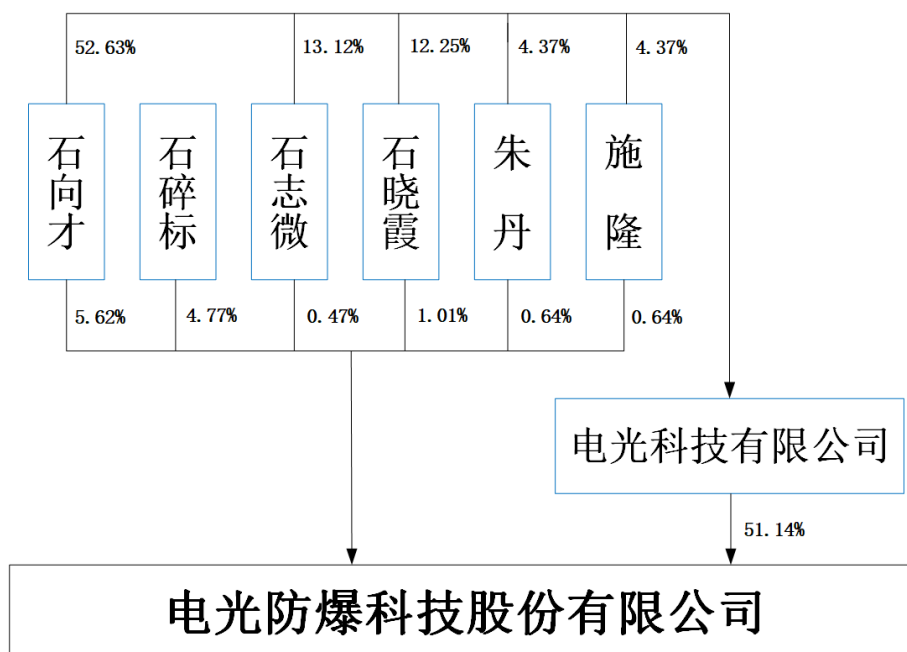 52.63% 13.12% 12.25% 4.37% 4.37%
石向才
石碎标
石志微
石晓霞
朱丹
施隆
5.62% 4.77% 0.47% 1.01% 0.64% 0.64%
电光科技有限公司
51.14%
电光防爆科技股份有限公司